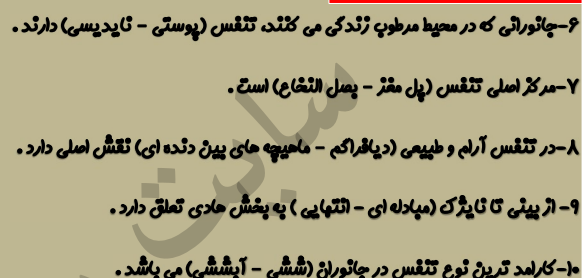 ۶-جانورانی که در محیط مرطوب زندگی می کنند، تنفس (پوستی - نایدیسی) دارند .
۷-مرکز اصلی تنفس (پل مغز - بصل النخاع) است .
۸-در تنفس آرام و طبیعی (دیافراگم - ماهیچه های بین دنده ای) نقش اصلی دارد .
۹- از بینی تا نایژک (مبادله ای - انتهایی ) به بخش هادی تعلق دارد .
۱۰-کارامد ترین نوع تنفس در جانوران (ششی - آبششی) می باشد .
سایت